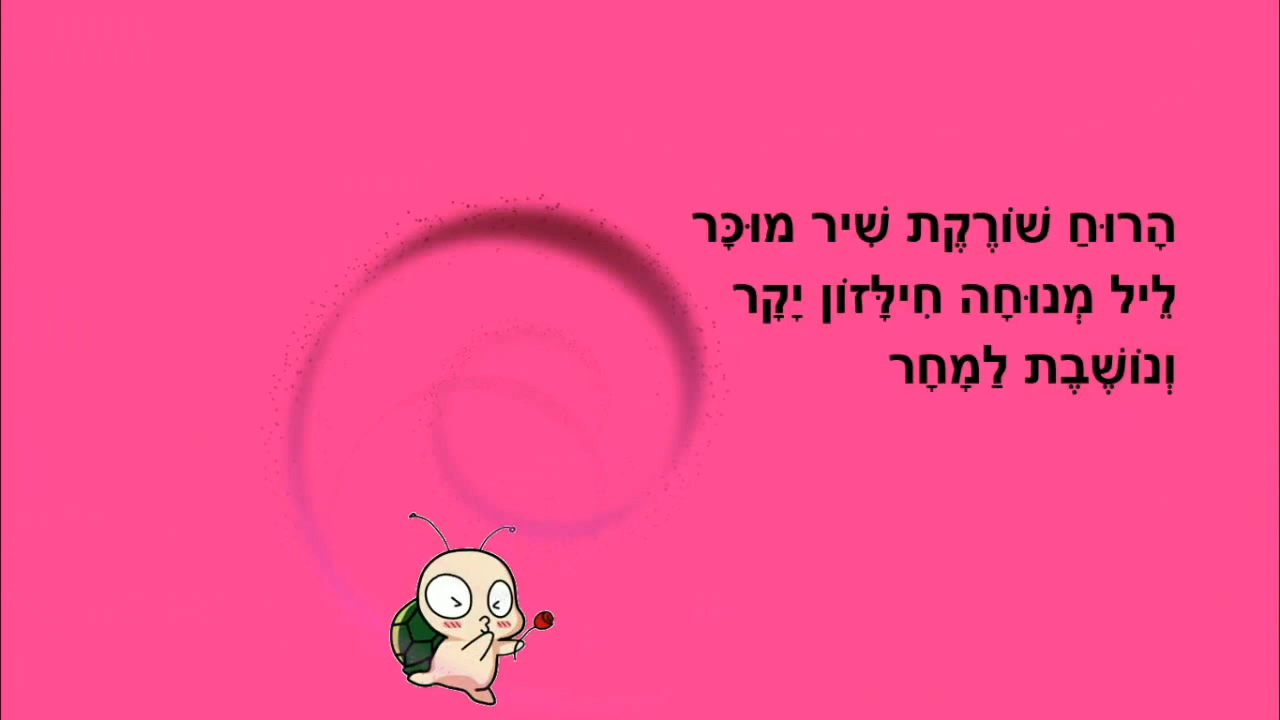 הָרוּחַ שׁוֹרֶקֶת שִׁיר מוּכָּר
לֵיל מְנוּחָה חִילָּזוֹן יָקָר
וְנוֹשֶׁבֶת לַמָּחָר